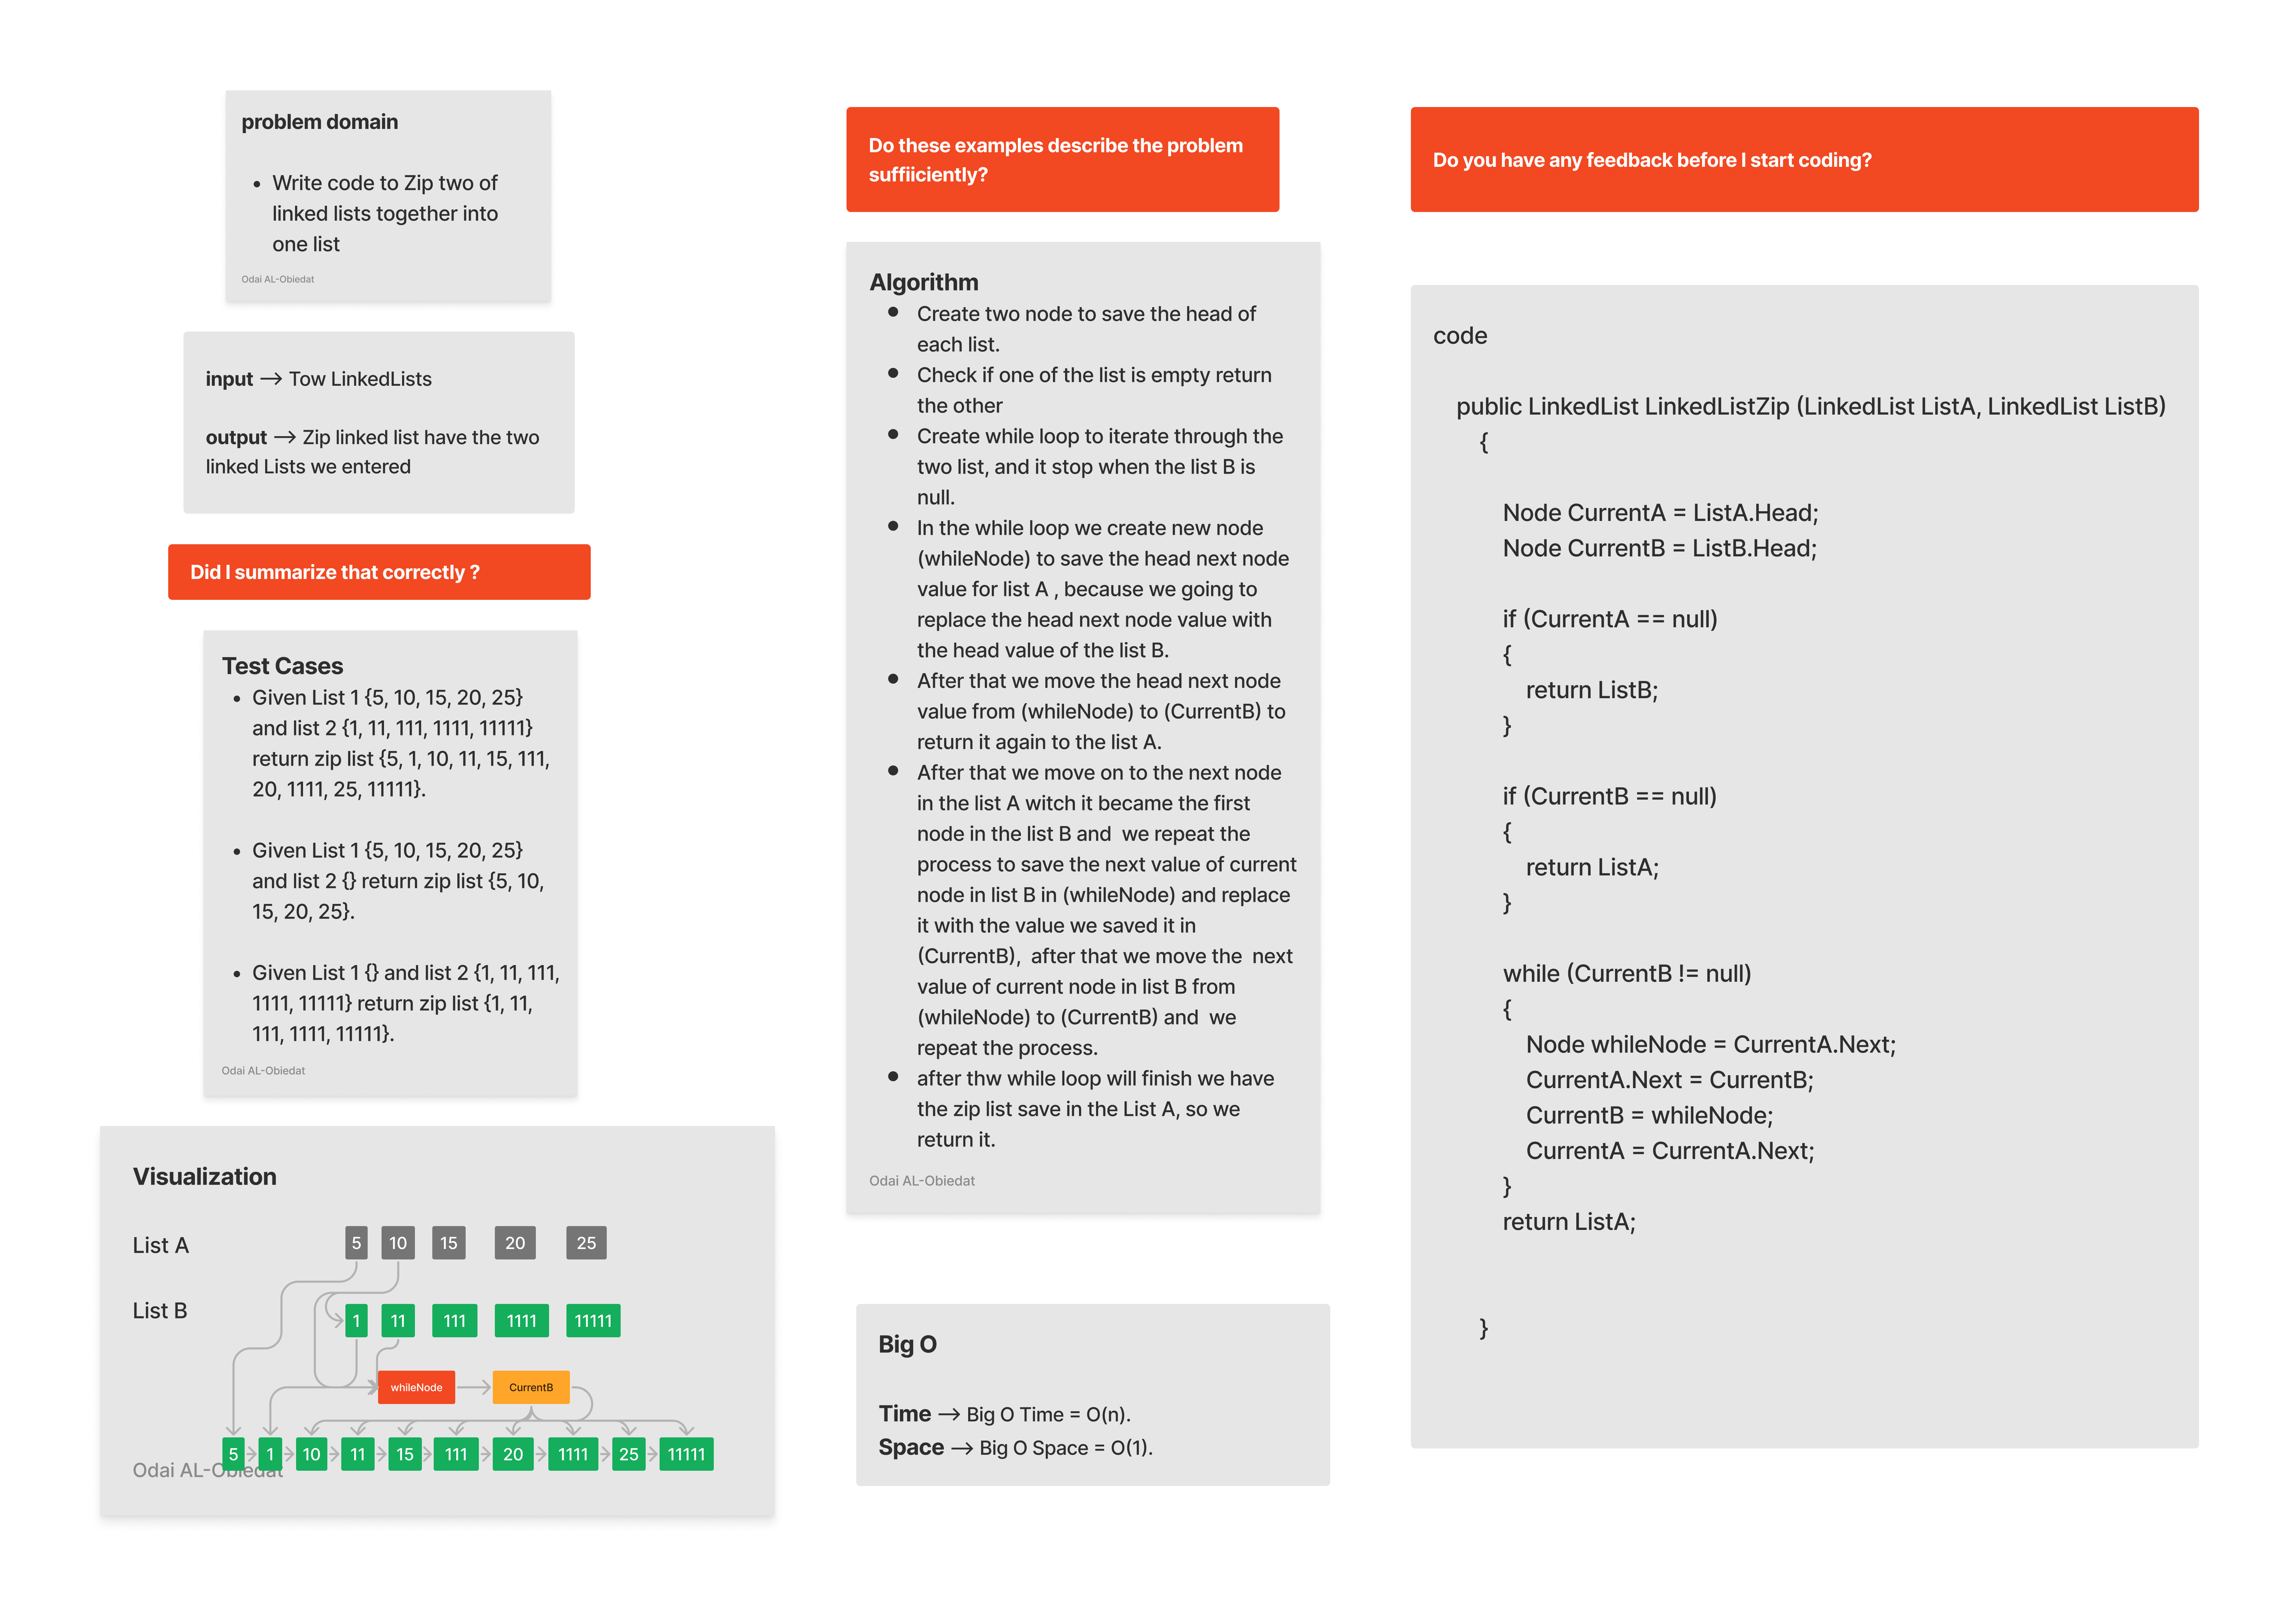 problem domain
• Write code to Zip two of
linked lists together into
one list
Odai AL-Obiedat
input → Tow LinkedLists
output → Zip linked list have the two
linked Lists we entered
Did I summarize that correctly ?
Test Cases
• Given List 1 {5, 10, 15, 20, 25}
and list 2 {1, 11, 111, 1111, 11111}
return zip list {5, 1, 10, 11, 15, 111,
20, 1111, 25, 11111}.
• Given List 1 {5, 10, 15, 20, 25}
and list 2 {} return zip list {5, 10,
15, 20, 25}.
• Given List 1 {} and list 2 {1, 11, 111,
1111, 11111} return zip list {1, 11,
111, 1111, 11111}.
Odai AL-Obiedat
Visualization
List A
5 10 15 20 25
List B
1 11 111 1111 11111
whileNode CurrentB
5 1 10 11 15 111 20 1111 25 11111
Odai AL-Obiedat
Do these examples describe the problem
suffiiciently?
Algorithm
• Create two node to save the head of
each list.
• Check if one of the list is empty return
the other
• Create while loop to iterate through the
two list, and it stop when the list B is
null.
• In the while loop we create new node
(whileNode) to save the head next node
value for list A , because we going to
replace the head next node value with
the head value of the list B.
• After that we move the head next node
value from (whileNode) to (CurrentB) to
return it again to the list A.
• After that we move on to the next node
in the list A witch it became the first
node in the list B and  we repeat the
process to save the next value of current
node in list B in (whileNode) and replace
it with the value we saved it in
(CurrentB),  after that we move the  next
value of current node in list B from
(whileNode) to (CurrentB) and  we
repeat the process.
• after thw while loop will finish we have
the zip list save in the List A, so we
return it.
Odai AL-Obiedat
Big O
Time → Big O Time = O(n).
Space → Big O Space = O(1).
Do you have any feedback before I start coding?
code
public LinkedList LinkedListZip (LinkedList ListA, LinkedList ListB)
{
Node CurrentA = ListA.Head;
Node CurrentB = ListB.Head;
if (CurrentA == null)
{
return ListB;
}
if (CurrentB == null)
{
return ListA;
}
while (CurrentB != null)
{
Node whileNode = CurrentA.Next;
CurrentA.Next = CurrentB;
CurrentB = whileNode;
CurrentA = CurrentA.Next;
}
return ListA;
}